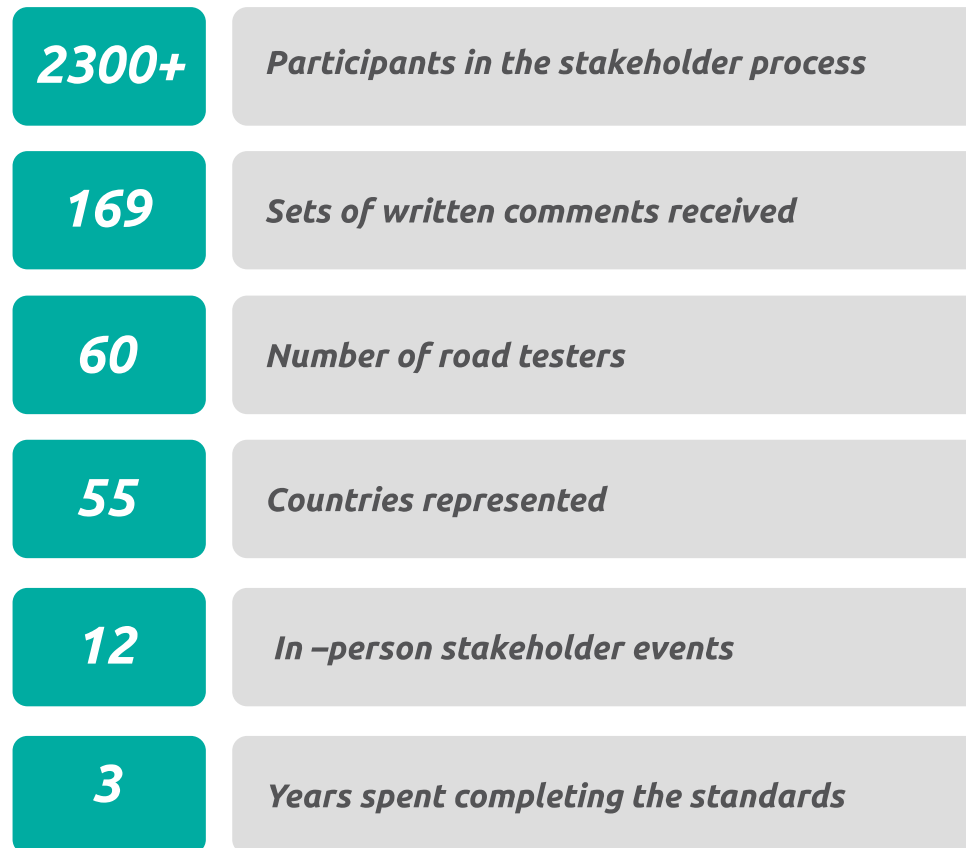 2300+ Participants in the stakeholder process
169 Sets of written comments received
60 Number of road testers
55 Countries represented
12 In –person stakeholder events
3 Years spent completing the standards